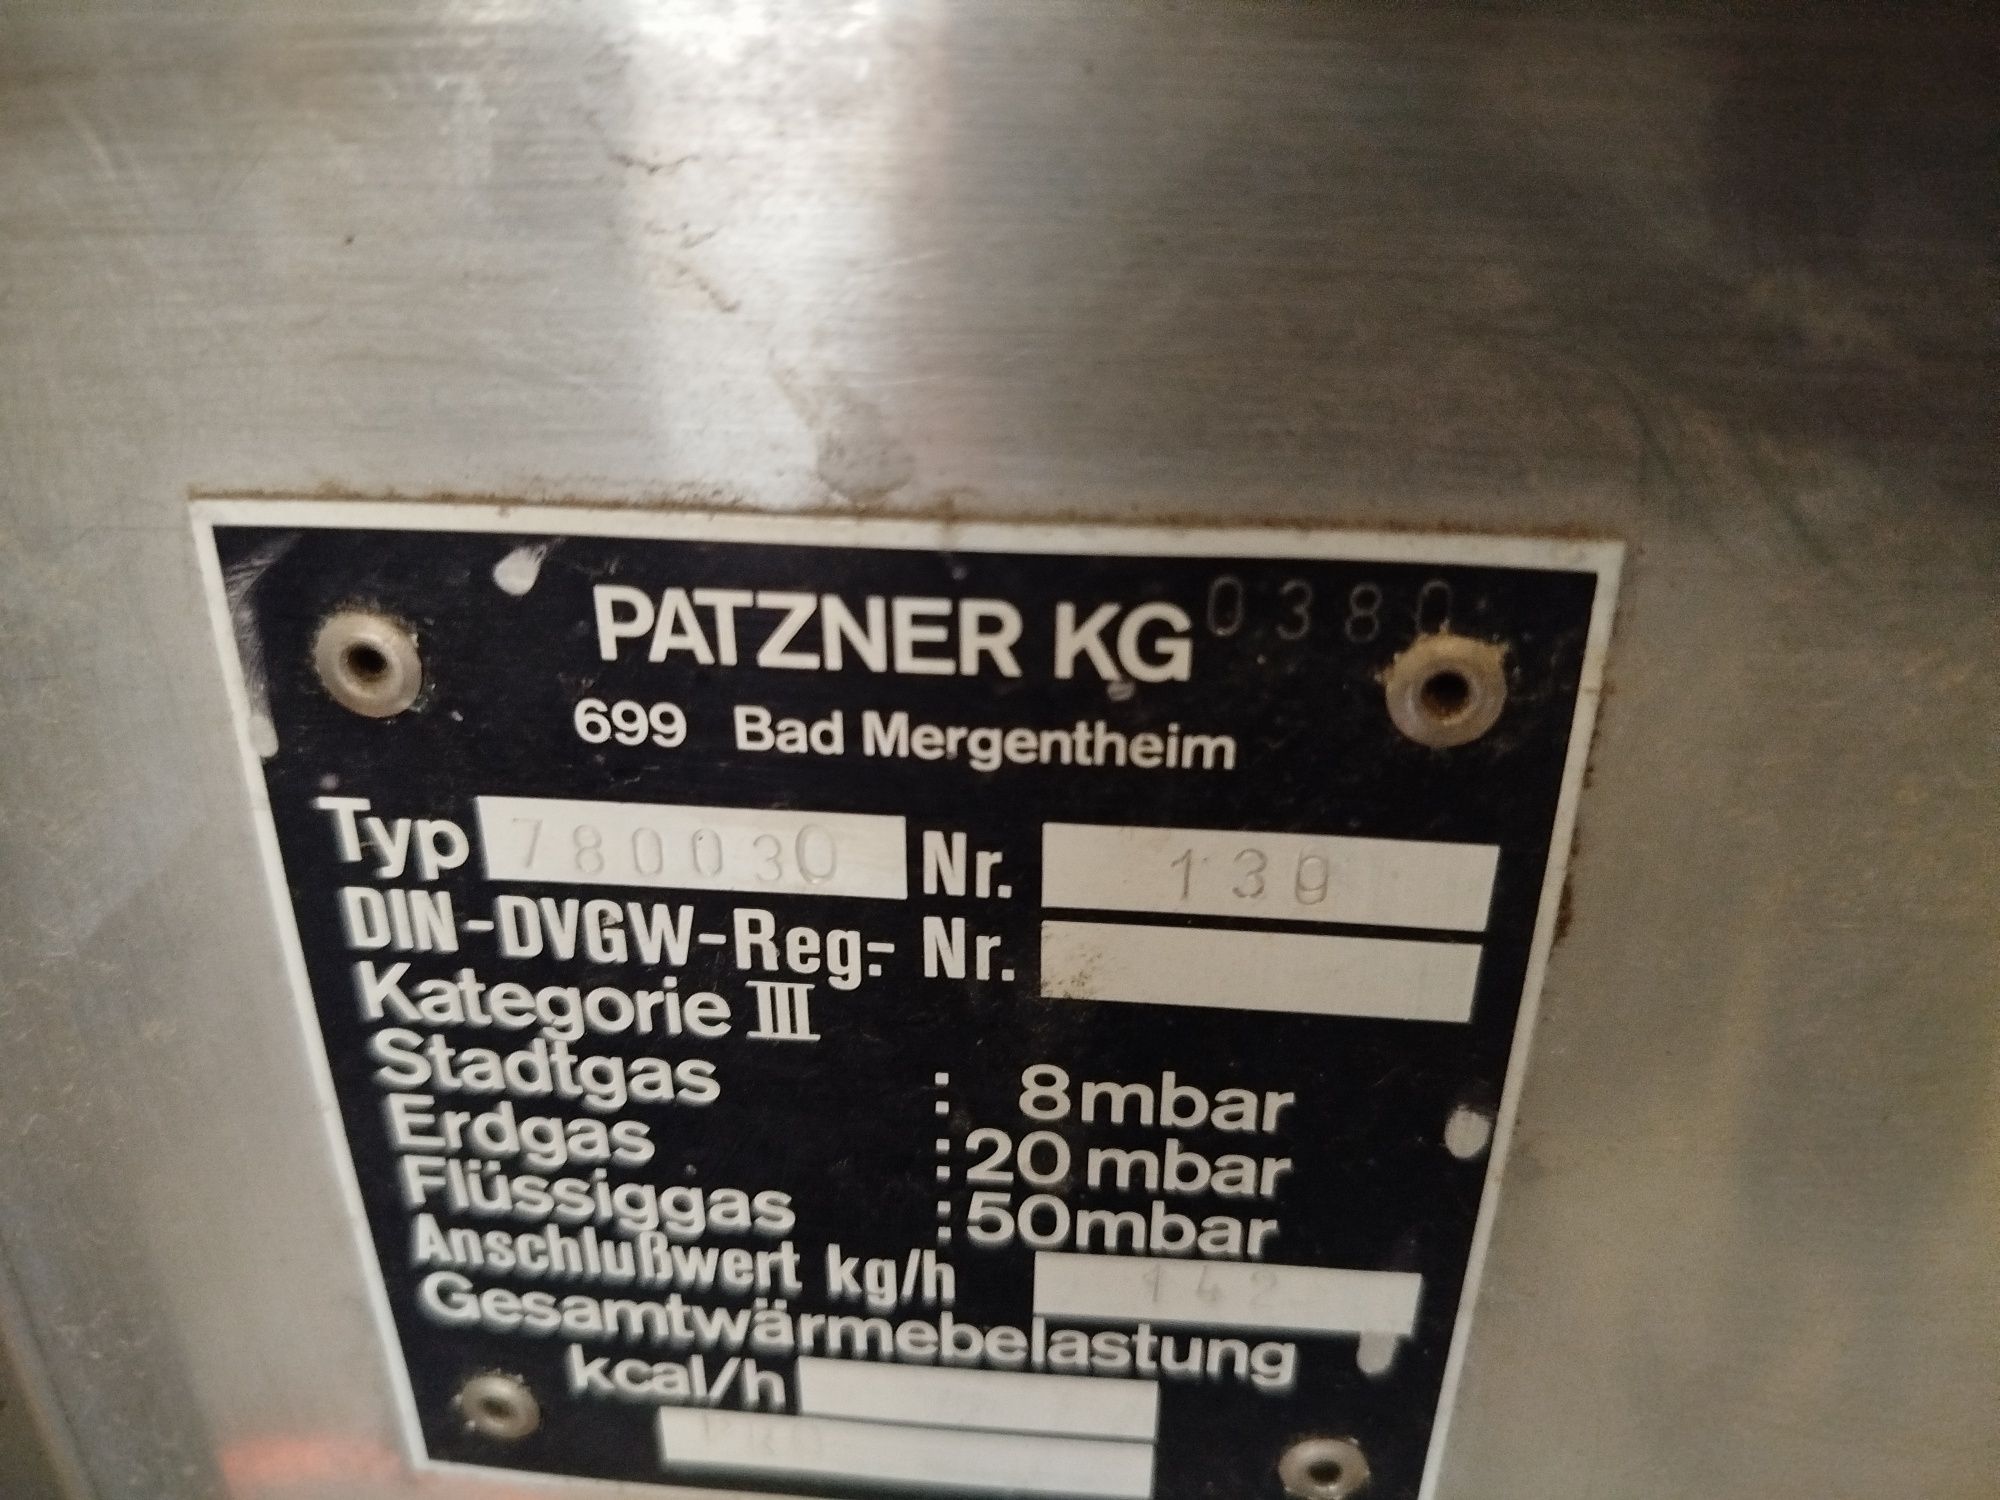 PATZNER KG 0380
699 Bad Mergentheim
Typ 780030 Nr. 139
DIN-DVGW-Reg.- Nr.
Kategorie III
Stadtgas : 8 mbar
Erdgas : 20 mbar
Flüssiggas : 50 mbar
Anschlußwert kg/h 142
Gesamtwärmebelastung
kcal/h